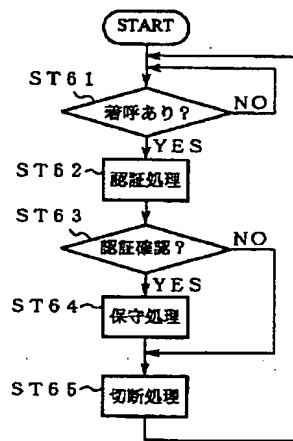 START
ST61
着呼あり?
NO
YES
ST62
認証処理
ST63
認証確認?
NO
YES
ST64
保守処理
ST65
切断処理